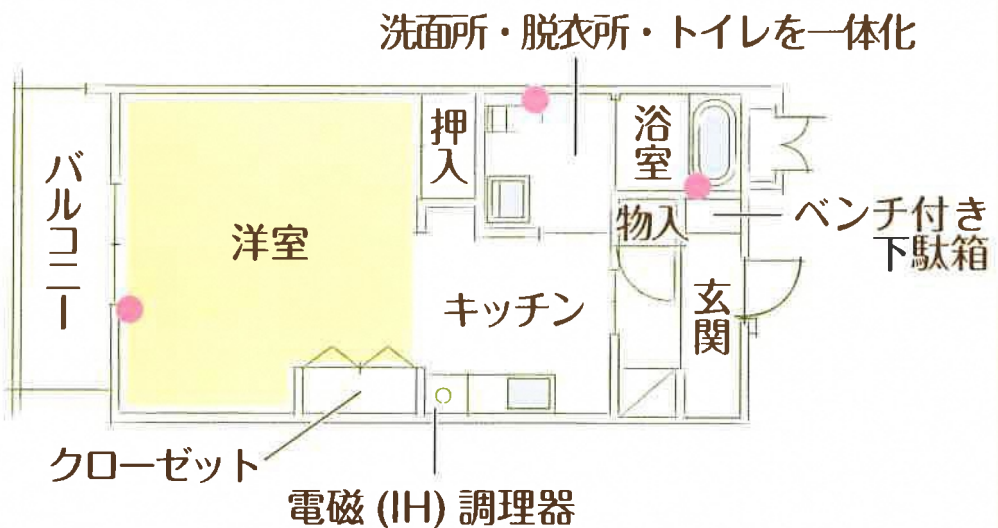 洗面所・脱衣所・トイレを一体化
バルコニー
洋室
押入
浴室
物入
ベンチ付き
下駄箱
キッチン
玄関
クローゼット
電磁 (IH) 調理器